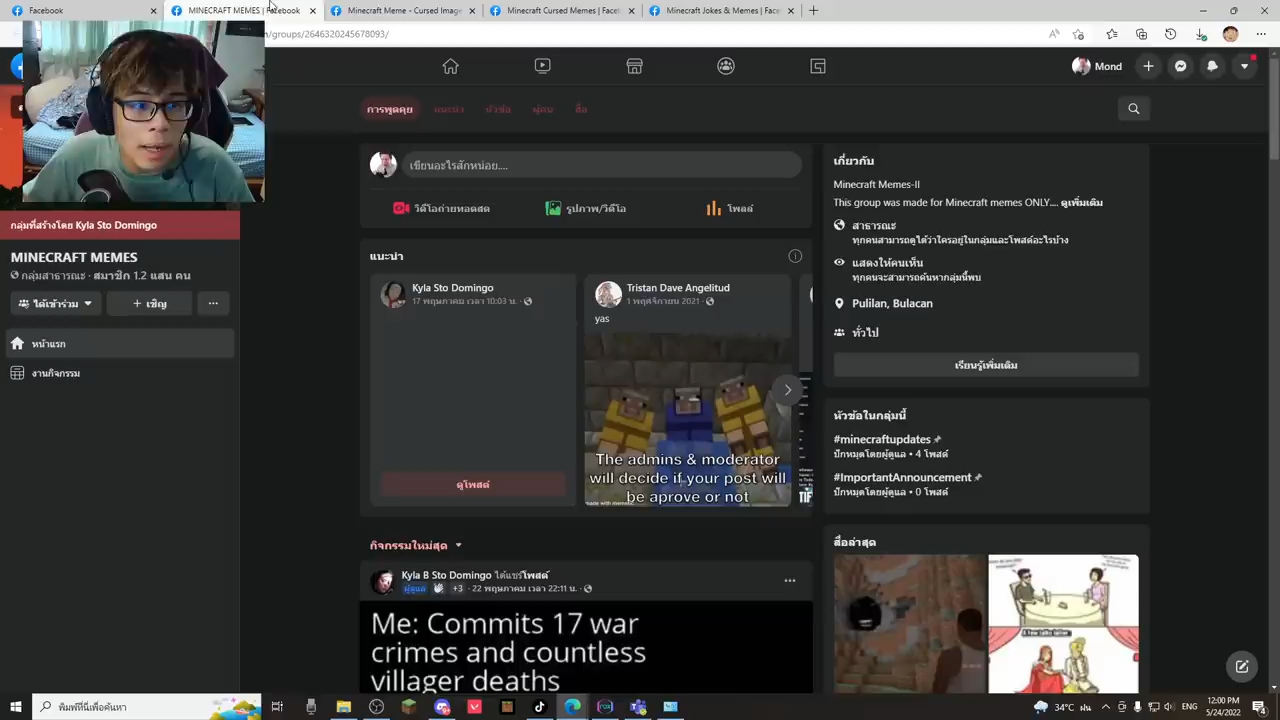 Facebook
MINECRAFT MEMES | Facebook
Minecraft Meme - Cursed Imag
Minecraft Cursed Memes | Face
Minecraft Jokes & Memes | Face
/groups/2646320245678093/
Mond
การพูดคุย
แนะนำ
หัวข้อ
ผู้คน
สื่อ
เขียนอะไรสักหน่อย....
วิดีโอถ่ายทอดสด
รูปภาพ/วิดีโอ
โพลล์
กลุ่มที่สร้างโดย Kyla Sto Domingo
MINECRAFT MEMES
กลุ่มสาธารณะ · สมาชิก 1.2 แสน คน
ได้เข้าร่วม
+ เชิญ
หน้าแรก
งานกิจกรรม
แนะนำ
Kyla Sto Domingo
17 พฤษภาคม เวลา 10:03 น. ·
ดูโพสต์
Tristan Dave Angelitud
1 พฤศจิกายน 2021 ·
yas
The admins & moderator
will decide if your post will
be aprove or not
กิจกรรมใหม่สุด
Kyla B Sto Domingo ได้แชร์โพสต์
ผู้ดูแล
+3 · 22 พฤษภาคม เวลา 22:11 น. ·
Me: Commits 17 war
crimes and countless
villager deaths
เกี่ยวกับ
Minecraft Memes-II
This group was made for Minecraft memes ONLY.... ดูเพิ่มเติม
สาธารณะ
ทุกคนสามารถดูได้ว่าใครอยู่ในกลุ่มและโพสต์อะไรบ้าง
แสดงให้คนเห็น
ทุกคนจะสามารถค้นหากลุ่มนี้พบ
Pulilan, Bulacan
ทั่วไป
เรียนรู้เพิ่มเติม
หัวข้อในกลุ่มนี้
#minecraftupdates
ปักหมุดโดยผู้ดูแล • 4 โพสต์
#ImportantAnnouncement
ปักหมุดโดยผู้ดูแล • 0 โพสต์
สื่อล่าสุด
พิมพ์ที่นี่เพื่อค้นหา
34°C ฝน
12:00 PM
5/24/2022